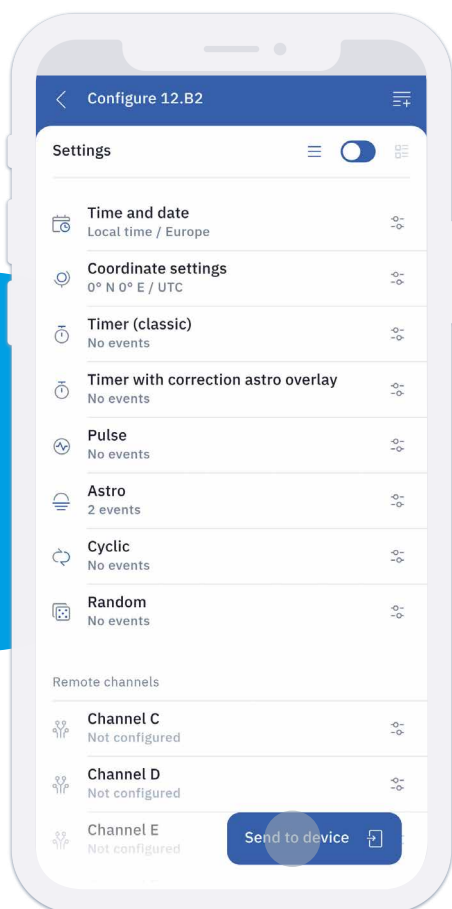 Configure 12.B2
Settings
Time and date
Local time / Europe
Coordinate settings
0° N 0° E / UTC
Timer (classic)
No events
Timer with correction astro overlay
No events
Pulse
No events
Astro
2 events
Cyclic
No events
Random
No events
Remote channels
Channel C
Not configured
Channel D
Not configured
Channel E
Not configured
Send to device